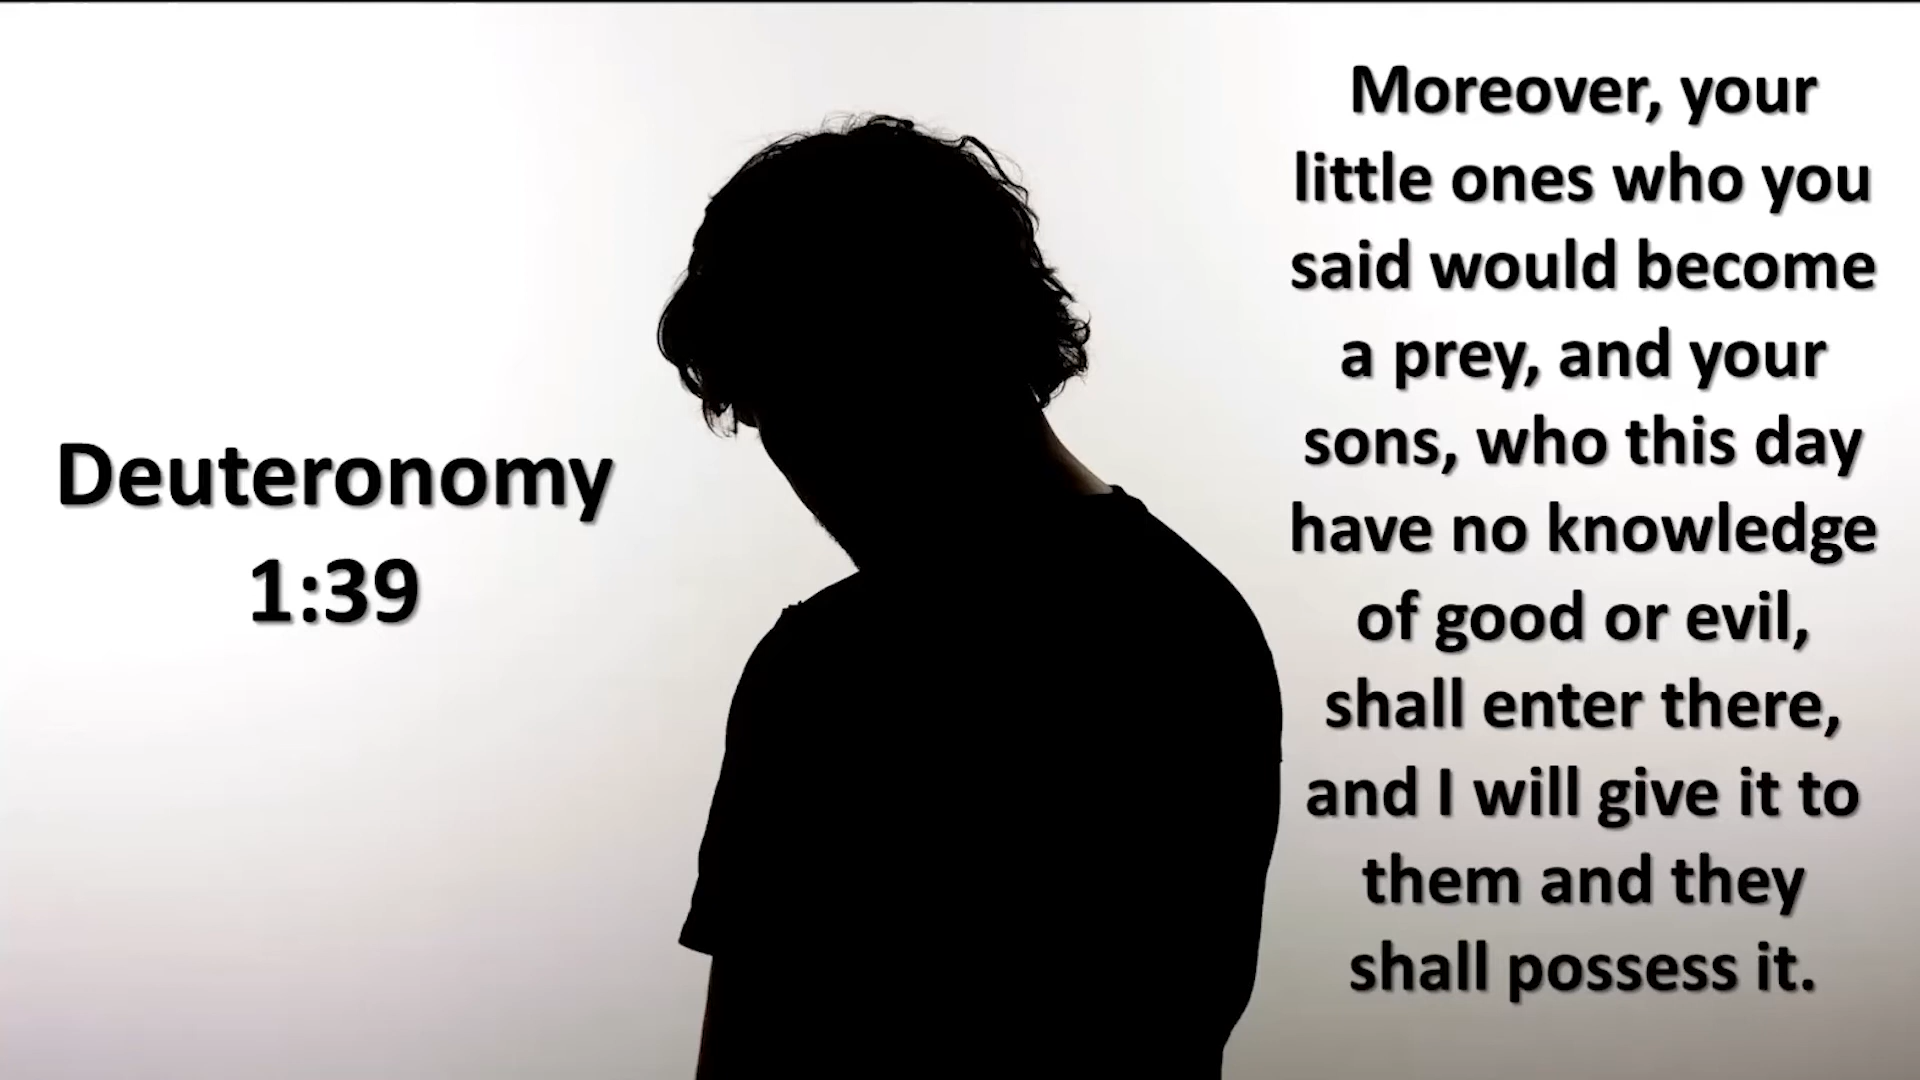 Deuteronomy
1:39
Moreover, your
little ones who you
said would become
a prey, and your
sons, who this day
have no knowledge
of good or evil,
shall enter there,
and I will give it to
them and they
shall possess it.